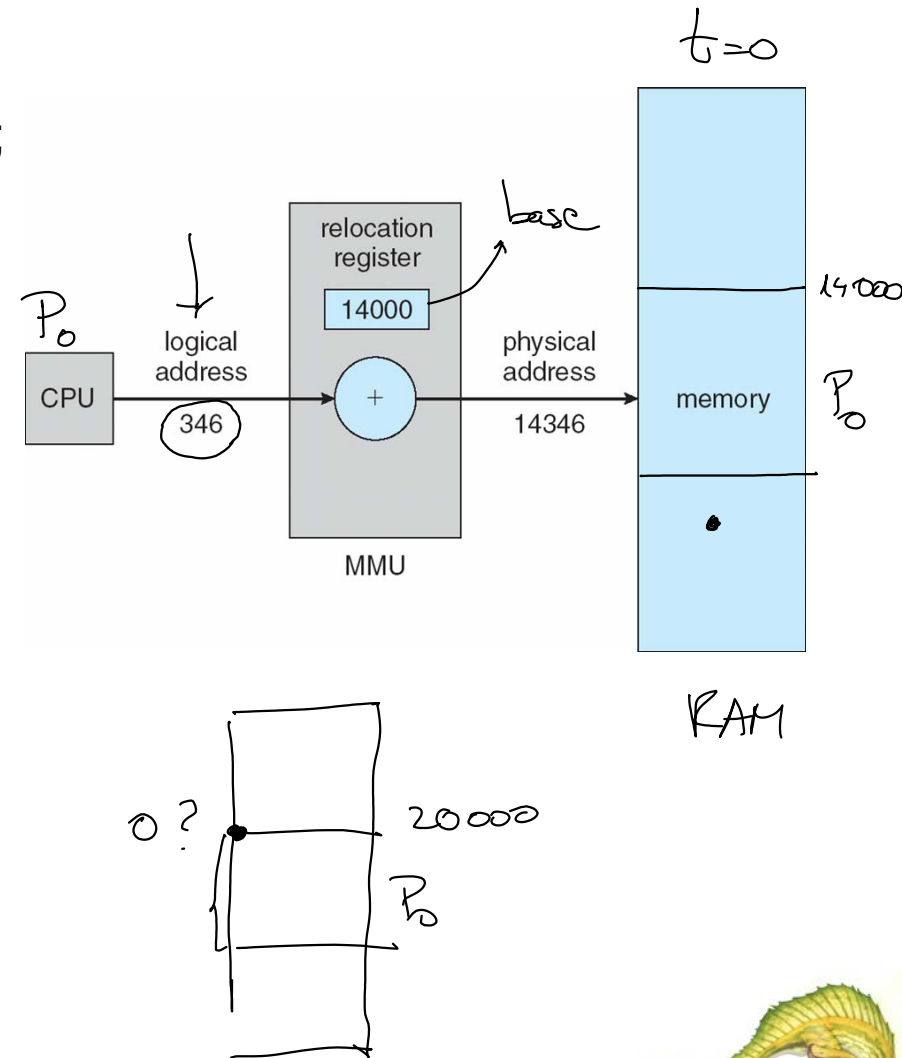 t=0
relocation
register
base
14000
14000
P0
logical
address
physical
address
CPU
+
memory
P0
346
14346
MMU
RAM
0 ?
20000
P0